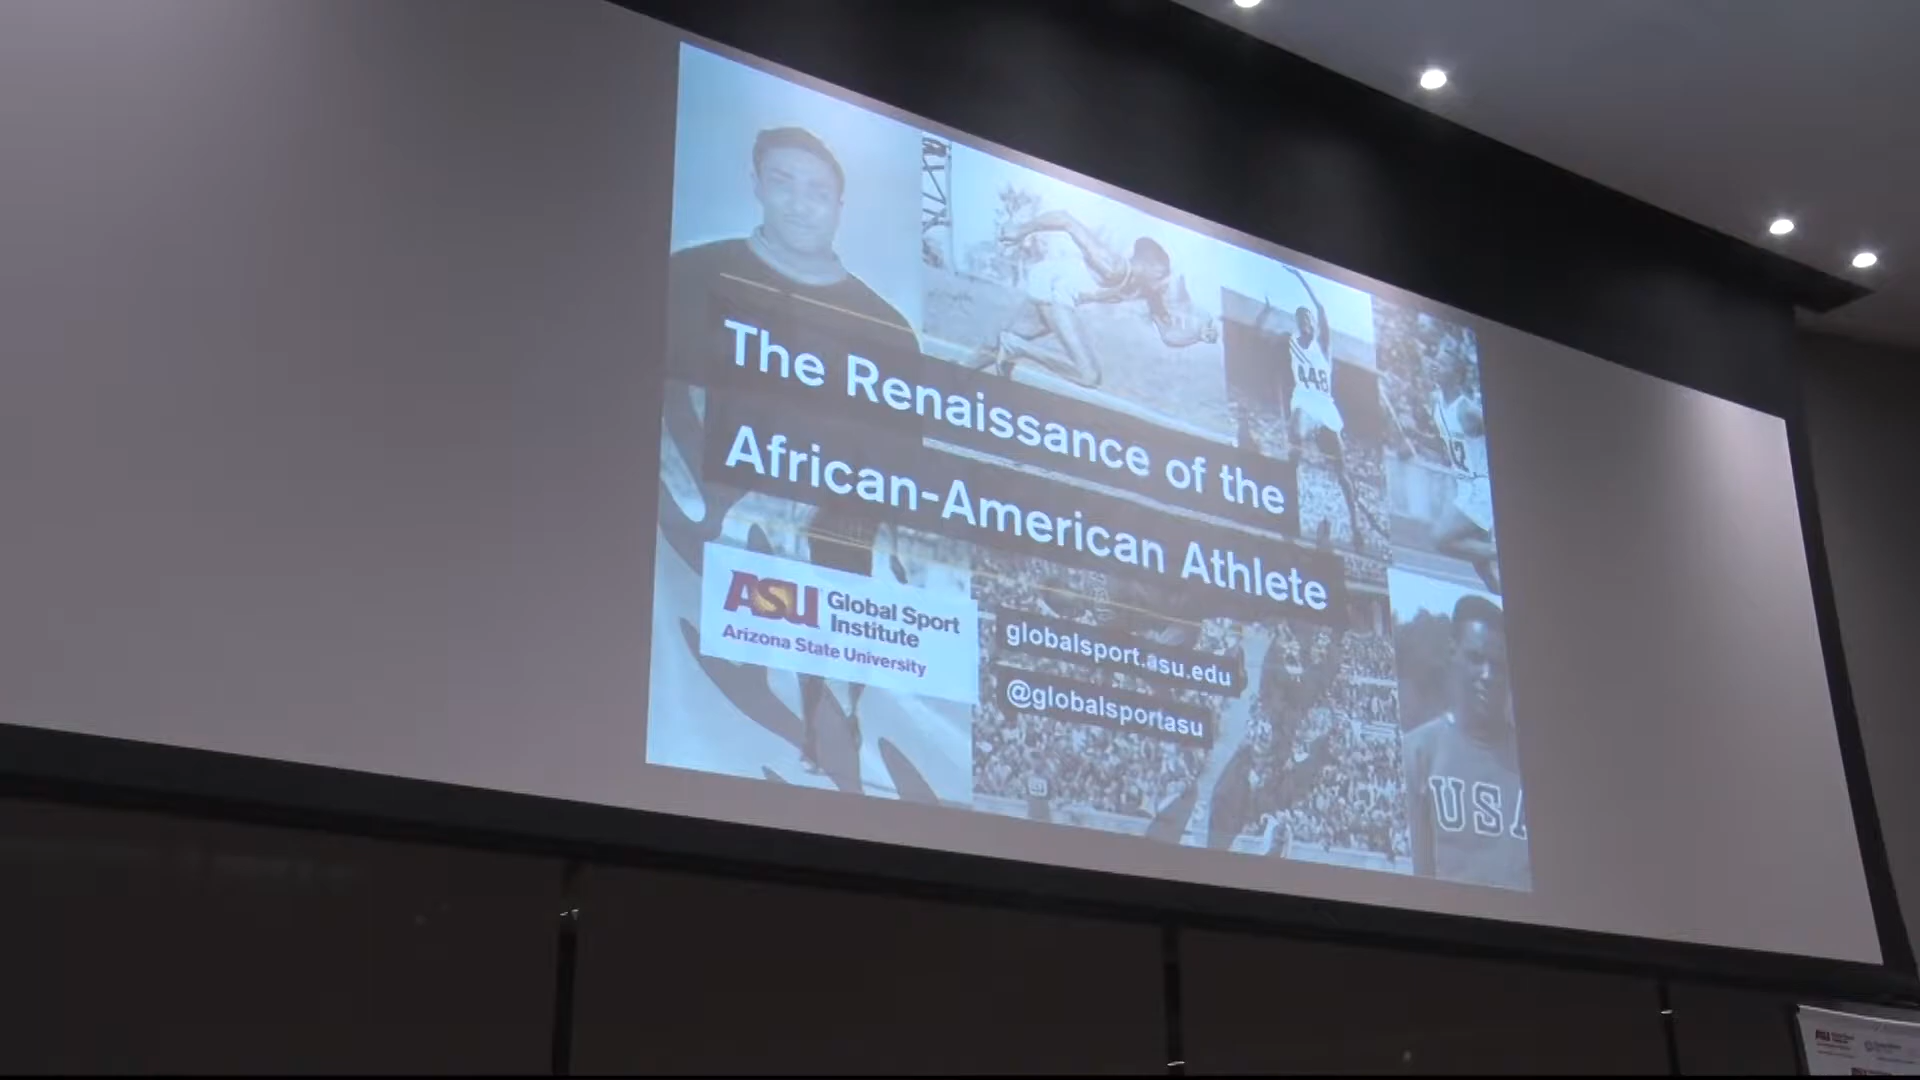 The Renaissance of the
African-American Athlete
ASU Global Sport
Institute
Arizona State University
globalsport.asu.edu
@globalsportasu
448
USA
ASU